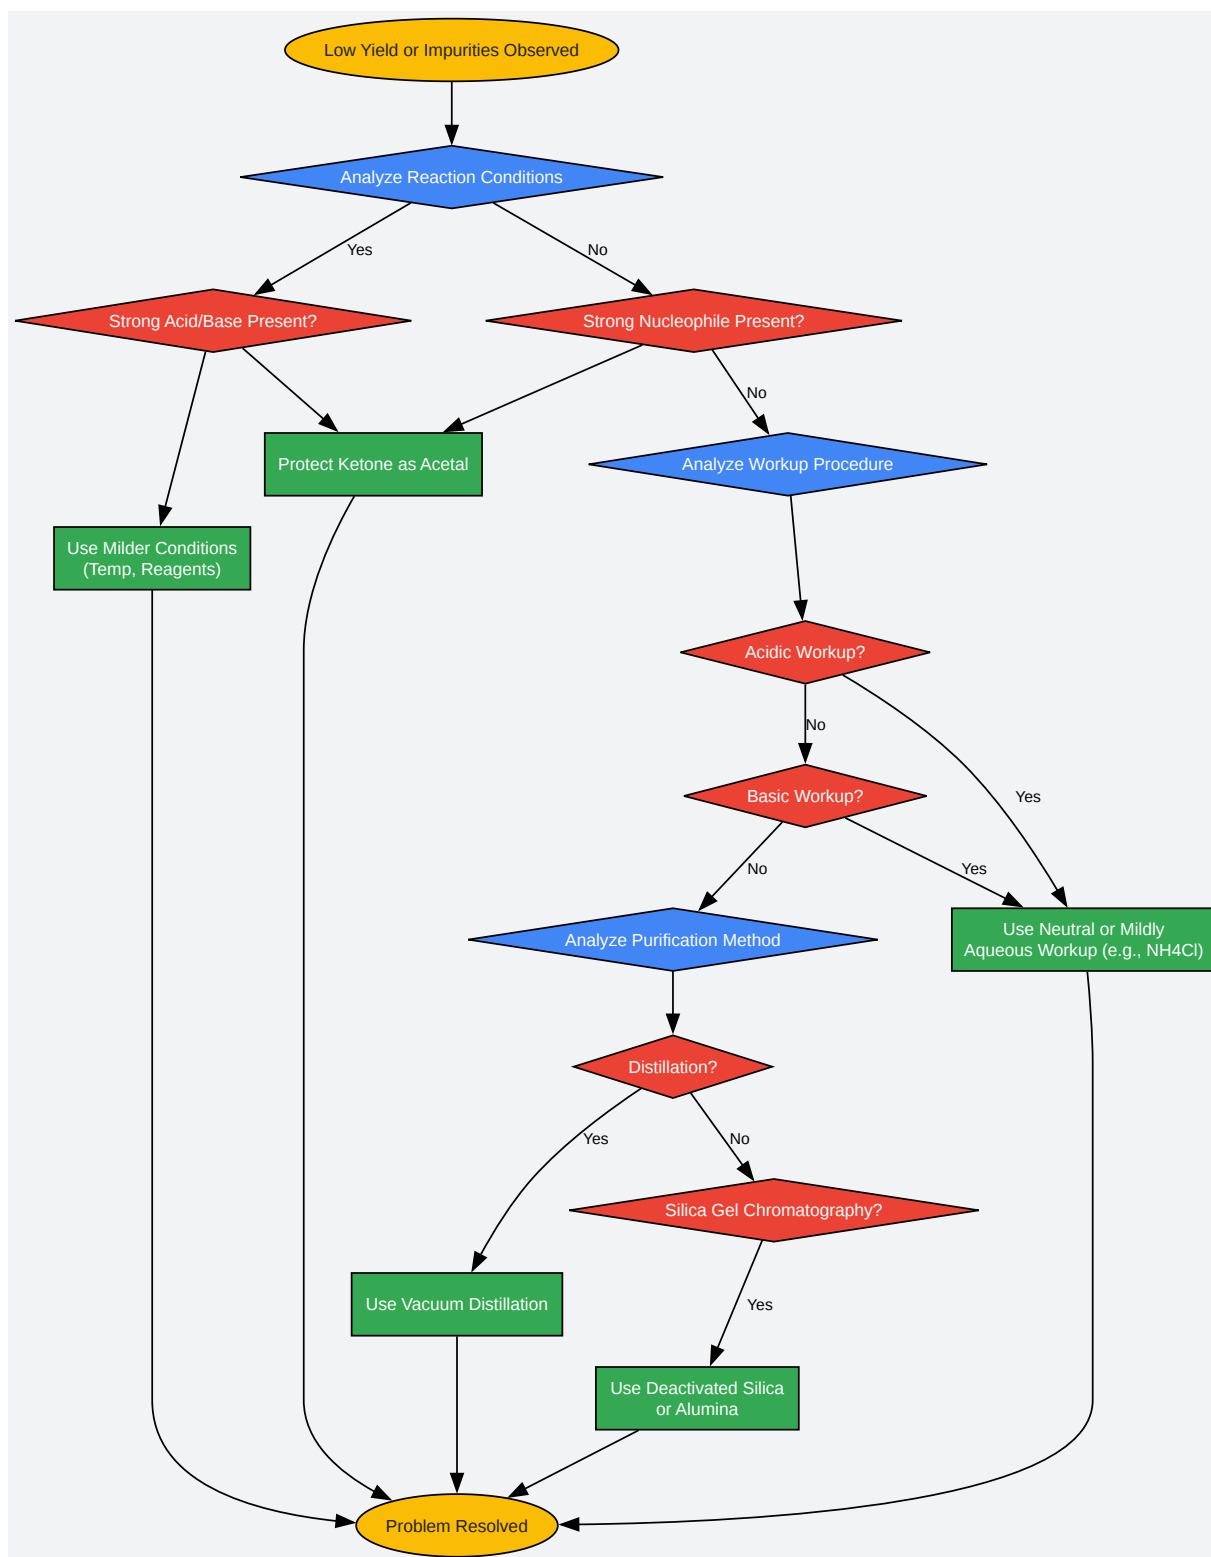 Low Yield or Impurities Observed
Analyze Reaction Conditions
Yes
No
Strong Acid/Base Present?
Strong Nucleophile Present?
No
Protect Ketone as Acetal
Analyze Workup Procedure
Use Milder Conditions
(Temp, Reagents)
Acidic Workup?
No
Basic Workup?
Yes
No
Yes
Analyze Purification Method
Use Neutral or Mildly
Aqueous Workup (e.g., NH4Cl)
Distillation?
Yes
No
Silica Gel Chromatography?
Use Vacuum Distillation
Yes
Use Deactivated Silica
or Alumina
Problem Resolved